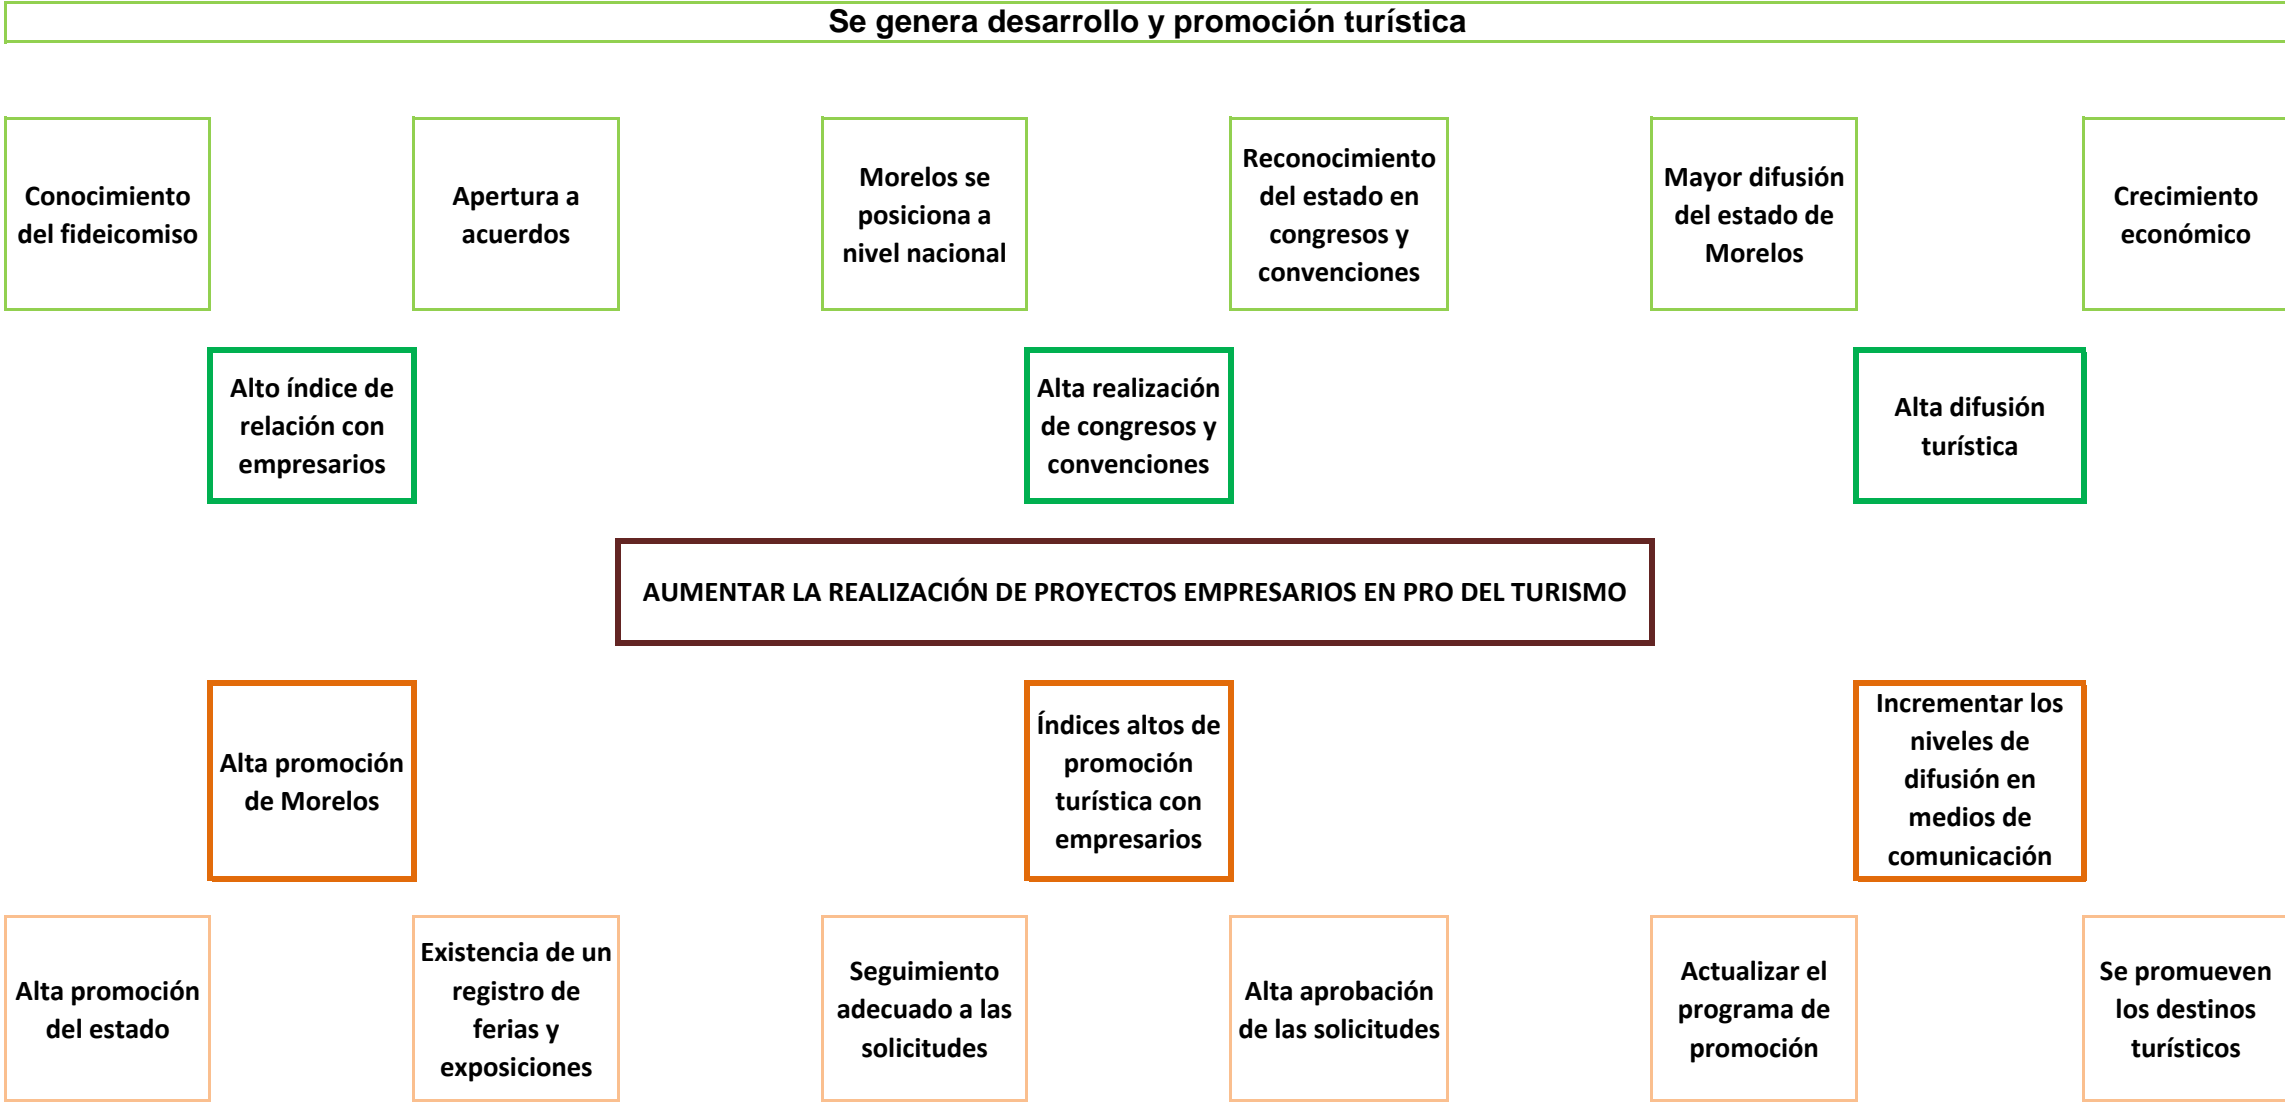 Se genera desarrollo y promoción turística
Conocimiento
del fideicomiso
Apertura a
acuerdos
Morelos se
posiciona a
nivel nacional
Reconocimiento
del estado en
congresos y
convenciones
Mayor difusión
del estado de
Morelos
Crecimiento
económico
Alto índice de
relación con
empresarios
Alta realización
de congresos y
convenciones
Alta difusión
turística
AUMENTAR LA REALIZACIÓN DE PROYECTOS EMPRESARIOS EN PRO DEL TURISMO
Alta promoción
de Morelos
Índices altos de
promoción
turística con
empresarios
Incrementar los
niveles de
difusión en
medios de
comunicación
Alta promoción
del estado
Existencia de un
registro de
ferias y
exposiciones
Seguimiento
adecuado a las
solicitudes
Alta aprobación
de las solicitudes
Actualizar el
programa de
promoción
Se promueven
los destinos
turísticos